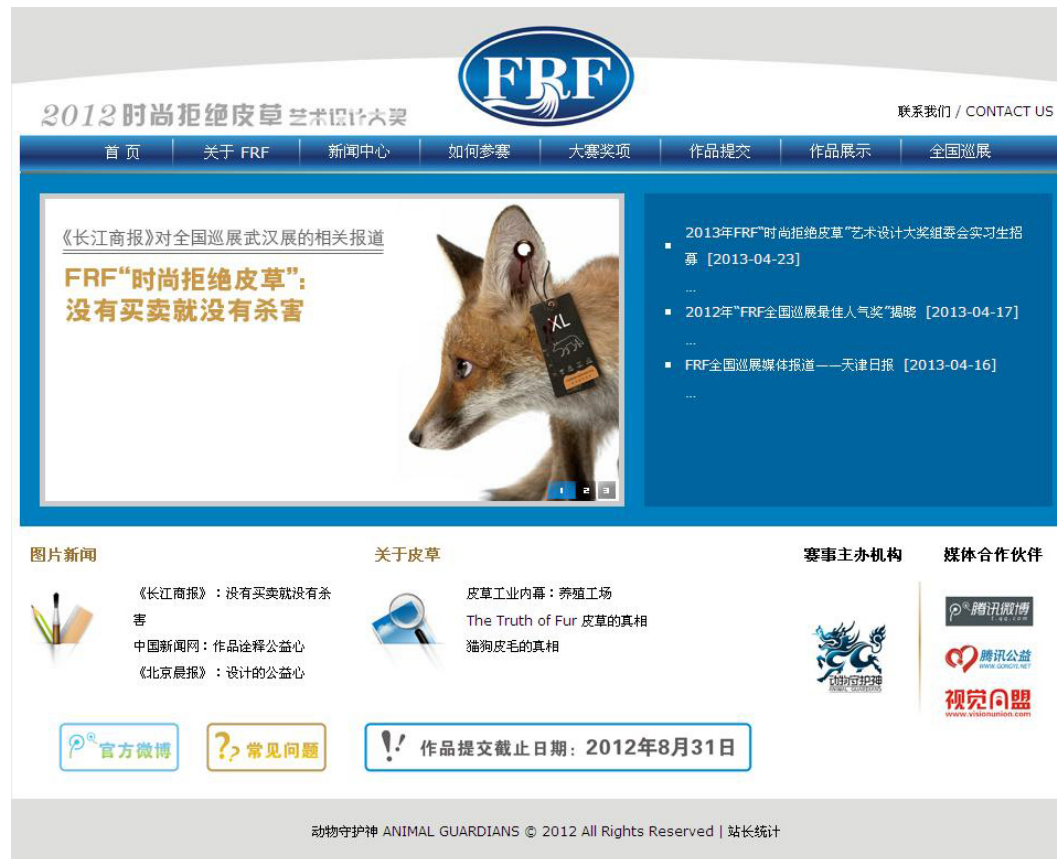 FRF
2012时尚拒绝皮草艺术设计大奖
联系我们 / CONTACT US
首 页
关于 FRF
新闻中心
如何参赛
大赛奖项
作品提交
作品展示
全国巡展
《长江商报》对全国巡展武汉展的相关报道
FRF“时尚拒绝皮草”:
没有买卖就没有杀害
XL
1 2 3
2013年FRF“时尚拒绝皮草”艺术设计大奖组委会实习生招
募 [2013-04-23]
...
2012年“FRF全国巡展最佳人气奖”揭晓 [2013-04-17]
...
FRF全国巡展媒体报道——天津日报 [2013-04-16]
...
图片新闻
《长江商报》：没有买卖就没有杀
害
中国新闻网：作品诠释公益心
《北京晨报》：设计的公益心
关于皮草
皮草工业内幕：养殖工场
The Truth of Fur 皮草的真相
猫狗皮毛的真相
赛事主办机构
动物守护神
ANIMAL GUARDIANS
媒体合作伙伴
腾讯微博
t.qq.com
腾讯公益
WWW.GONGYI.NET
视觉同盟
www.visionunion.com
官方微博
?? 常见问题
!! 作品提交截止日期: 2012年8月31日
动物守护神 ANIMAL GUARDIANS © 2012 All Rights Reserved | 站长统计